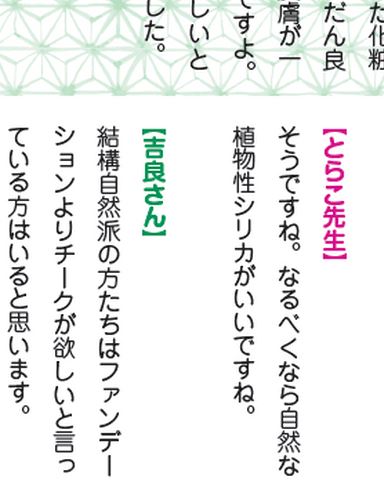 た化粧
だん良
膚が一
ですよ。
しいと
した。
【とらこ先生】
そうですね。なるべくなら自然な
植物性シリカがいいですね。
【吉良さん】
結構自然派の方たちはファンデー
ションよりチークが欲しいと言っ
ている方はいると思います。